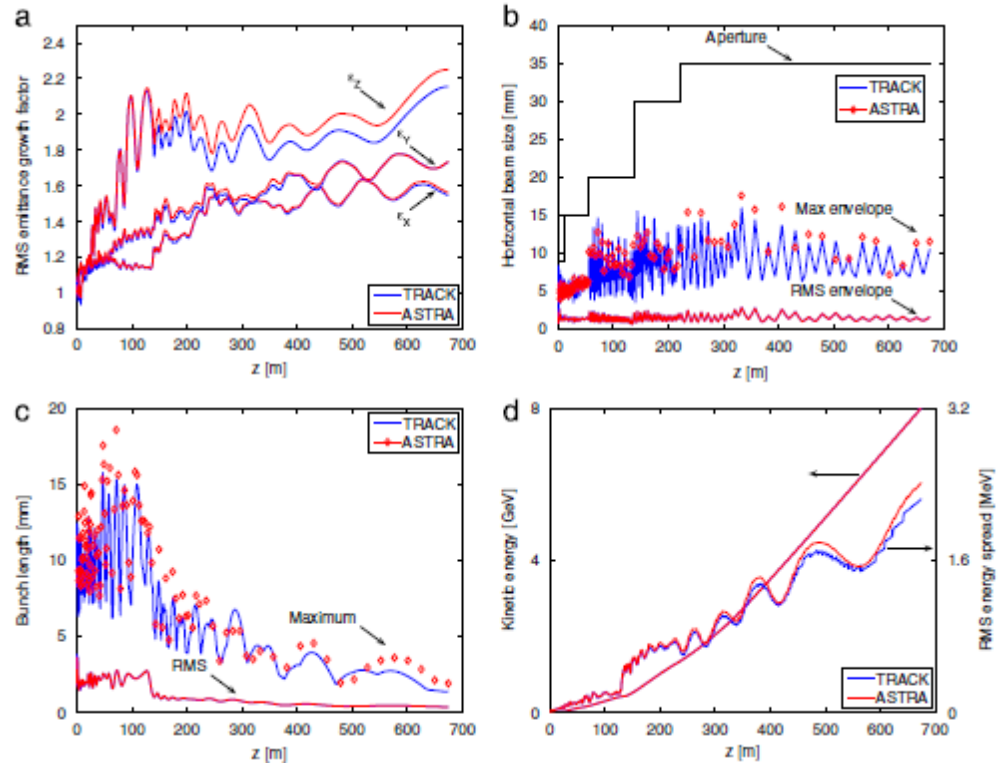 a
2.4
2.2
2
1.8
1.6
1.4
1.2
1
0.8
RMS emittance growth factor
εZ
εY
εX
TRACK
ASTRA
0 100 200 300 400 500 600 700
z [m]
b
40
35
30
25
20
15
10
5
0
Horizontal beam size [mm]
Aperture
TRACK
ASTRA
Max envelope
RMS envelope
0 100 200 300 400 500 600 700
z [m]
c
20
15
10
5
0
Bunch length [mm]
TRACK
ASTRA
Maximum
RMS
0 100 200 300 400 500 600 700
z [m]
d
8
4
0
Kinetic energy [GeV]
3.2
1.6
0
RMS energy spread [MeV]
TRACK
ASTRA
0 100 200 300 400 500 600 700
z [m]